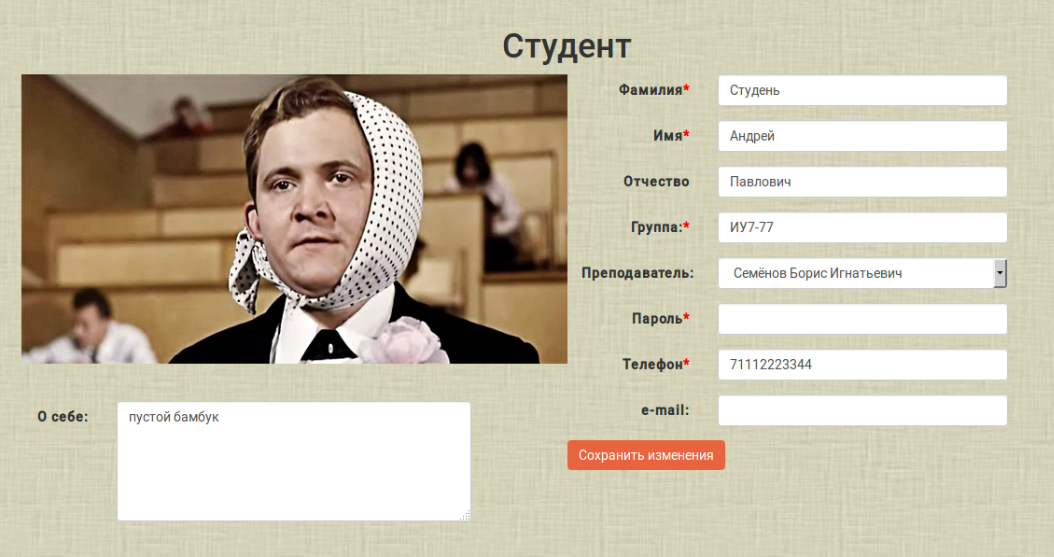 Студент
Фамилия*
Студень
Имя*
Андрей
Отчество
Павлович
Группа:*
ИУ7-77
Преподаватель:
Семёнов Борис Игнатьевич
Пароль*
Телефон*
71112223344
e-mail:
Сохранить изменения
О себе:
пустой бамбук